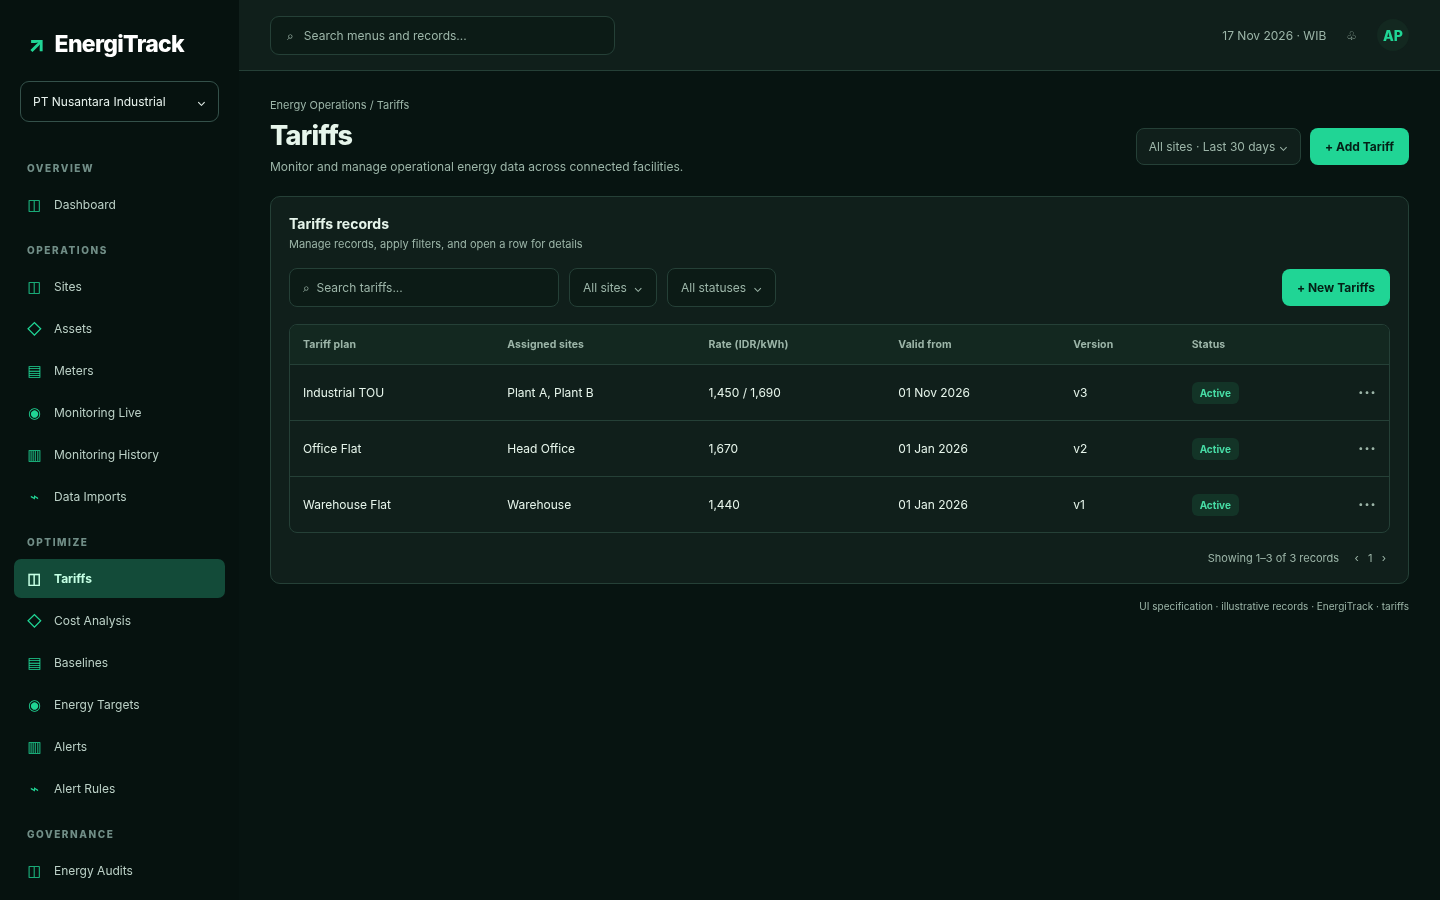 EnergiTrack
PT Nusantara Industrial
OVERVIEW
Dashboard
OPERATIONS
Sites
Assets
Meters
Monitoring Live
Monitoring History
Data Imports
OPTIMIZE
Tariffs
Cost Analysis
Baselines
Energy Targets
Alerts
Alert Rules
GOVERNANCE
Energy Audits
Search menus and records...
17 Nov 2026 · WIB
AP
Energy Operations / Tariffs
Tariffs
Monitor and manage operational energy data across connected facilities.
All sites · Last 30 days
+ Add Tariff
Tariffs records
Manage records, apply filters, and open a row for details
Search tariffs...
All sites
All statuses
+ New Tariffs
Tariff plan Assigned sites Rate (IDR/kWh) Valid from Version Status
Industrial TOU Plant A, Plant B 1,450 / 1,690 01 Nov 2026 v3 Active •••
Office Flat Head Office 1,670 01 Jan 2026 v2 Active •••
Warehouse Flat Warehouse 1,440 01 Jan 2026 v1 Active •••
Showing 1–3 of 3 records ‹ 1 ›
UI specification · illustrative records · EnergiTrack · tariffs